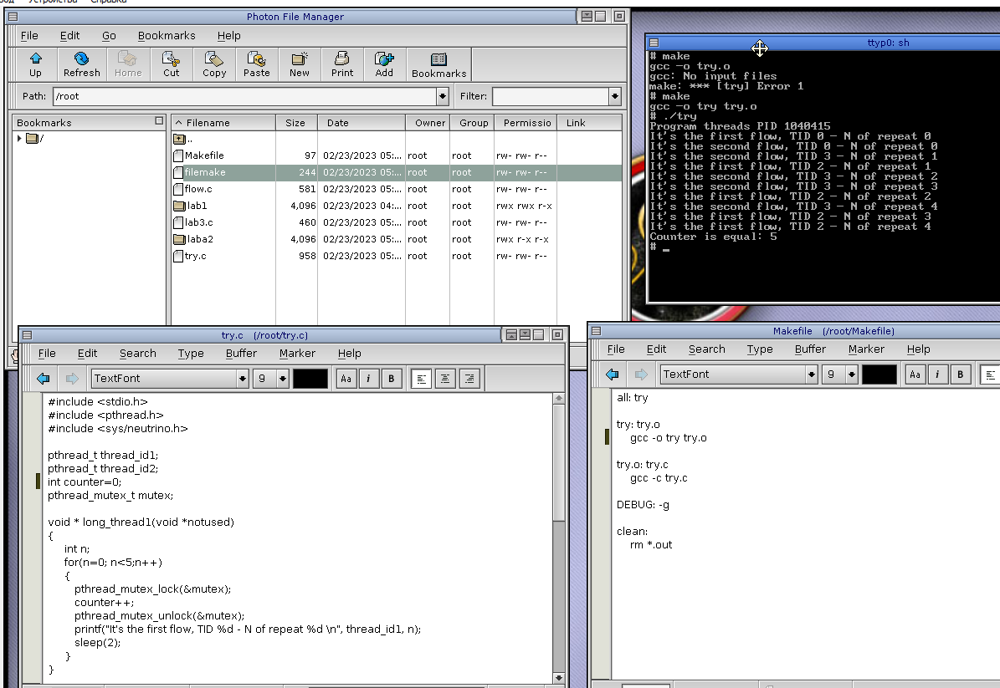 Устройства Справка
Photon File Manager
File Edit Go Bookmarks Help
Up Refresh Home Cut Copy Paste New Print Add Bookmarks
Path: /root Filter:
Bookmarks
/
Filename Size Date Owner Group Permissio Link
..
Makefile 97 02/23/2023 05:... root root rw- rw- r--
filemake 244 02/23/2023 05:... root root rw- rw- r--
flow.c 581 02/23/2023 05:... root root rw- rw- r--
lab1 4,096 02/23/2023 04:... root root rwx rwx r-x
lab3.c 460 02/23/2023 05:... root root rw- rw- r--
laba2 4,096 02/23/2023 05:... root root rwx r-x r-x
try.c 958 02/23/2023 05:... root root rw- rw- r--
ttyp0: sh
# make
gcc -o try.o
gcc: No input files
make: *** [try] Error 1
# make
gcc -o try try.o
# ./try
Program threads PID 1040415
It's the first flow, TID 0 - N of repeat 0
It's the second flow, TID 0 - N of repeat 0
It's the second flow, TID 3 - N of repeat 1
It's the first flow, TID 2 - N of repeat 1
It's the second flow, TID 3 - N of repeat 2
It's the second flow, TID 3 - N of repeat 3
It's the first flow, TID 2 - N of repeat 2
It's the second flow, TID 3 - N of repeat 4
It's the first flow, TID 2 - N of repeat 3
It's the first flow, TID 2 - N of repeat 4
Counter is equal: 5
# _
try.c (/root/try.c)
File Edit Search Type Buffer Marker Help
TextFont 9 Aa i B
#include <stdio.h>
#include <pthread.h>
#include <sys/neutrino.h>
pthread_t thread_id1;
pthread_t thread_id2;
int counter=0;
pthread_mutex_t mutex;
void * long_thread1(void *notused)
{
int n;
for(n=0; n<5;n++)
{
pthread_mutex_lock(&mutex);
counter++;
pthread_mutex_unlock(&mutex);
printf("It's the first flow, TID %d - N of repeat %d \n", thread_id1, n);
sleep(2);
}
}
Makefile (/root/Makefile)
File Edit Search Type Buffer Marker Help
TextFont 9 Aa i B
all: try
try: try.o
gcc -o try try.o
try.o: try.c
gcc -c try.c
DEBUG: -g
clean:
rm *.out